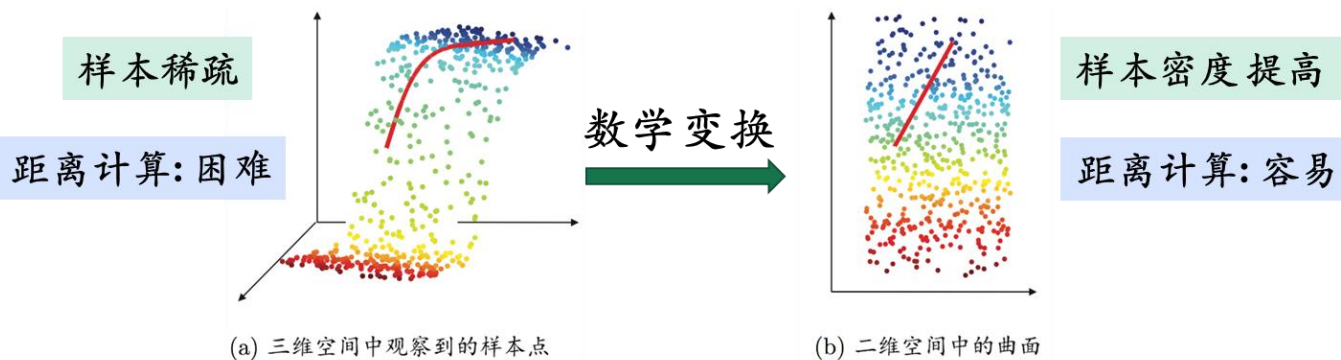 样本稀疏
距离计算:困难
数学变换
样本密度提高
距离计算:容易
(a) 三维空间中观察到的样本点
(b) 二维空间中的曲面